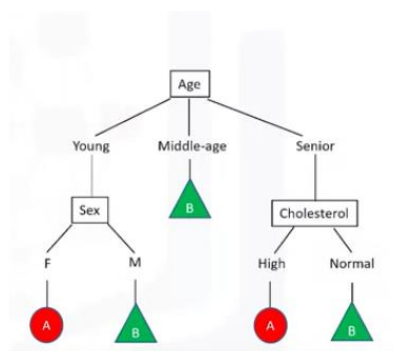 Age
Young Middle-age Senior
B
Sex Cholesterol
F M High Normal
A B A B